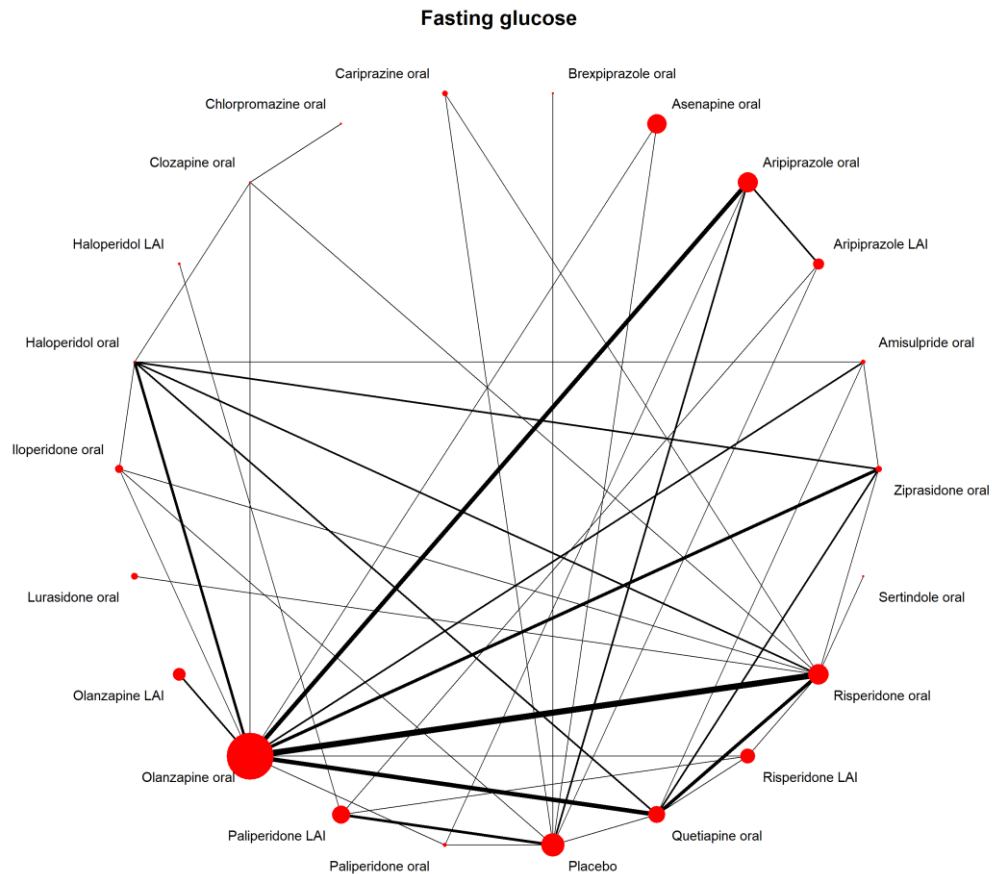 Fasting glucose
Cariprazine oral
Brexpiprazole oral
Chlorpromazine oral
Asenapine oral
Clozapine oral
Aripiprazole oral
Haloperidol LAI
Aripiprazole LAI
Haloperidol oral
Amisulpride oral
Iloperidone oral
Ziprasidone oral
Lurasidone oral
Sertindole oral
Olanzapine LAI
Risperidone oral
Olanzapine oral
Risperidone LAI
Paliperidone LAI
Quetiapine oral
Paliperidone oral
Placebo